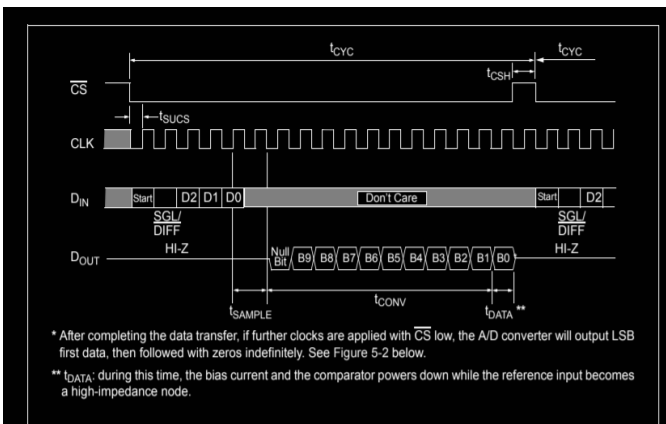 tCYC tCYC
tCSH
CS
tSUCS
CLK
DIN Start D2 D1 D0 Don't Care Start D2
SGL/ SGL/
DIFF DIFF
HI-Z HI-Z
DOUT Null Bit B9 B8 B7 B6 B5 B4 B3 B2 B1 B0
tSAMPLE tCONV tDATA **
* After completing the data transfer, if further clocks are applied with CS low, the A/D converter will output LSB
first data, then followed with zeros indefinitely. See Figure 5-2 below.
** tDATA: during this time, the bias current and the comparator powers down while the reference input becomes
a high-impedance node.